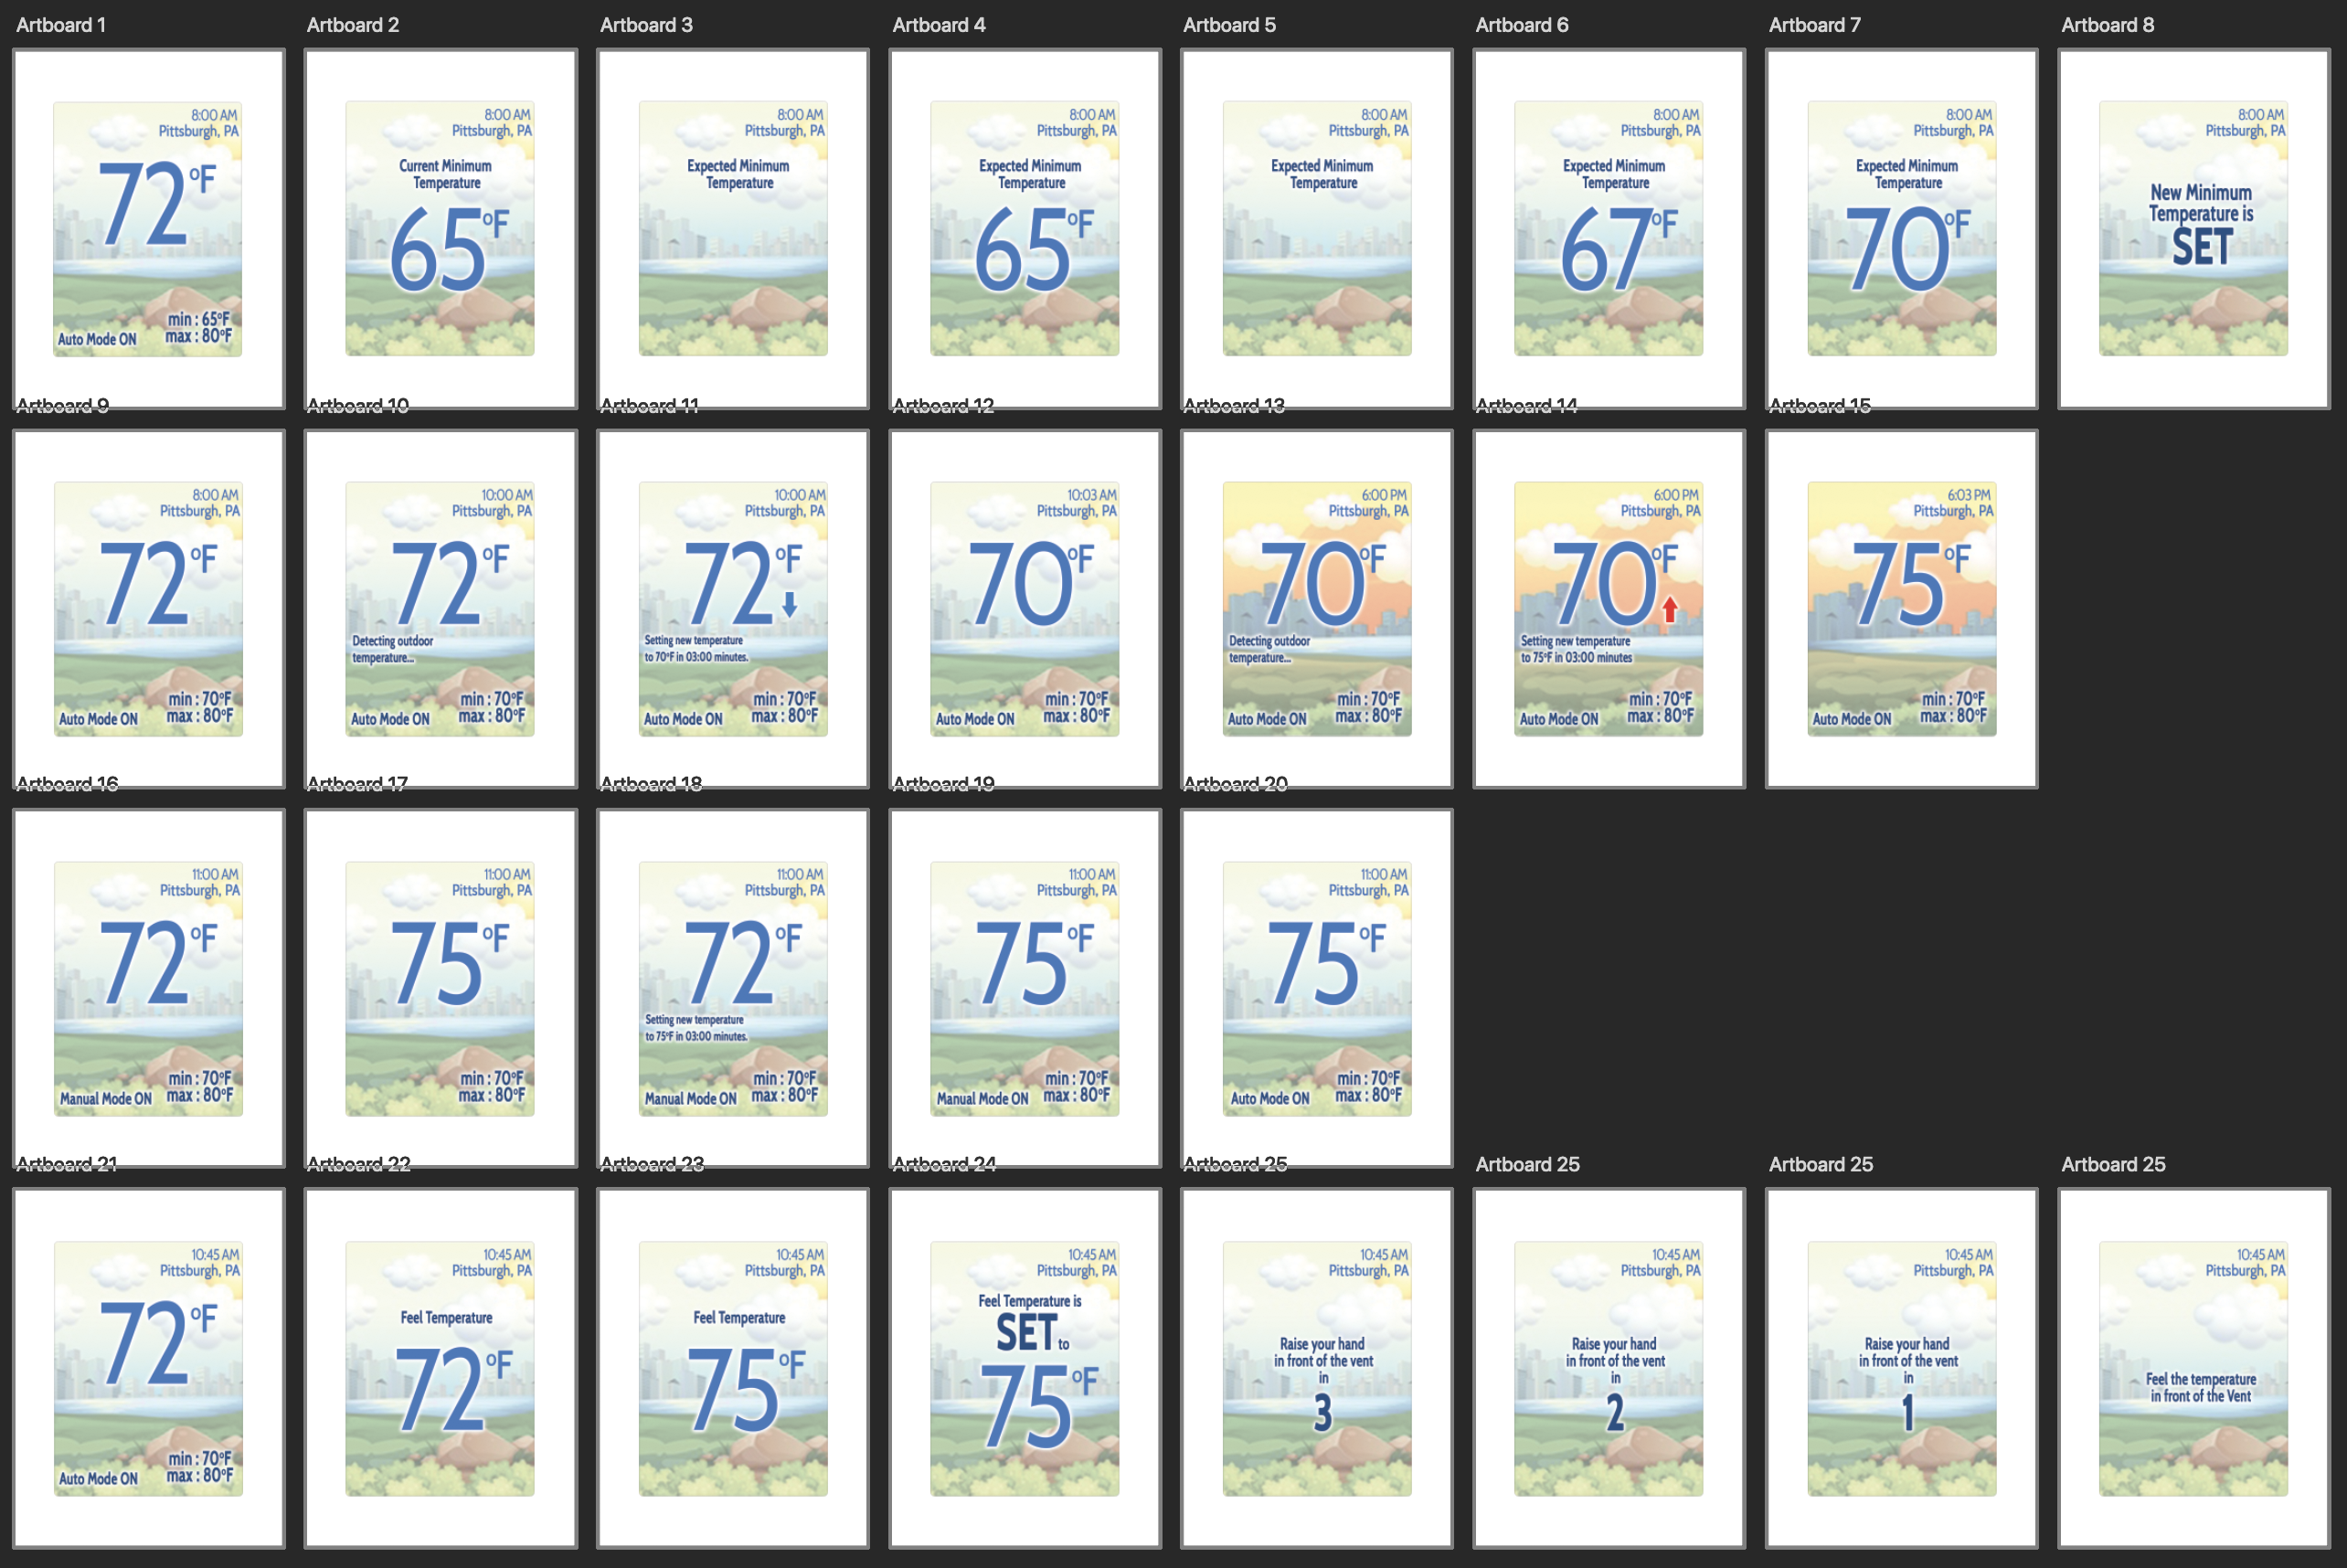 Artboard 1
8:00 AM
Pittsburgh, PA
72°F
min : 65°F
max : 80°F
Auto Mode ON
Artboard 2
8:00 AM
Pittsburgh, PA
Current Minimum
Temperature
65°F
Artboard 3
8:00 AM
Pittsburgh, PA
Expected Minimum
Temperature
Artboard 4
8:00 AM
Pittsburgh, PA
Expected Minimum
Temperature
65°F
Artboard 5
8:00 AM
Pittsburgh, PA
Expected Minimum
Temperature
Artboard 6
8:00 AM
Pittsburgh, PA
Expected Minimum
Temperature
67°F
Artboard 7
8:00 AM
Pittsburgh, PA
Expected Minimum
Temperature
70°F
Artboard 8
8:00 AM
Pittsburgh, PA
New Minimum
Temperature is
SET
Artboard 9
8:00 AM
Pittsburgh, PA
72°F
min : 70°F
max : 80°F
Auto Mode ON
Artboard 10
10:00 AM
Pittsburgh, PA
72°F
Detecting outdoor
temperature...
min : 70°F
max : 80°F
Auto Mode ON
Artboard 11
10:00 AM
Pittsburgh, PA
72°F
Setting new temperature
to 70°F in 03:00 minutes.
min : 70°F
max : 80°F
Auto Mode ON
Artboard 12
10:03 AM
Pittsburgh, PA
70°F
min : 70°F
max : 80°F
Auto Mode ON
Artboard 13
6:00 PM
Pittsburgh, PA
70°F
Detecting outdoor
temperature...
min : 70°F
max : 80°F
Auto Mode ON
Artboard 14
6:00 PM
Pittsburgh, PA
70°F
Setting new temperature
to 75°F in 03:00 minutes
min : 70°F
max : 80°F
Auto Mode ON
Artboard 15
6:03 PM
Pittsburgh, PA
75°F
min : 70°F
max : 80°F
Auto Mode ON
Artboard 16
11:00 AM
Pittsburgh, PA
72°F
min : 70°F
max : 80°F
Manual Mode ON
Artboard 17
11:00 AM
Pittsburgh, PA
75°F
min : 70°F
max : 80°F
Artboard 18
11:00 AM
Pittsburgh, PA
72°F
Setting new temperature
to 75°F in 03:00 minutes.
min : 70°F
max : 80°F
Manual Mode ON
Artboard 19
11:00 AM
Pittsburgh, PA
75°F
min : 70°F
max : 80°F
Manual Mode ON
Artboard 20
11:00 AM
Pittsburgh, PA
75°F
min : 70°F
max : 80°F
Auto Mode ON
Artboard 21
10:45 AM
Pittsburgh, PA
72°F
min : 70°F
max : 80°F
Auto Mode ON
Artboard 22
10:45 AM
Pittsburgh, PA
Feel Temperature
72°F
Artboard 23
10:45 AM
Pittsburgh, PA
Feel Temperature
75°F
Artboard 24
10:45 AM
Pittsburgh, PA
Feel Temperature is
SET to
75°F
Artboard 25
10:45 AM
Pittsburgh, PA
Raise your hand
in front of the vent
in
3
Artboard 25
10:45 AM
Pittsburgh, PA
Raise your hand
in front of the vent
in
2
Artboard 25
10:45 AM
Pittsburgh, PA
Raise your hand
in front of the vent
in
1
Artboard 25
10:45 AM
Pittsburgh, PA
Feel the temperature
in front of the Vent